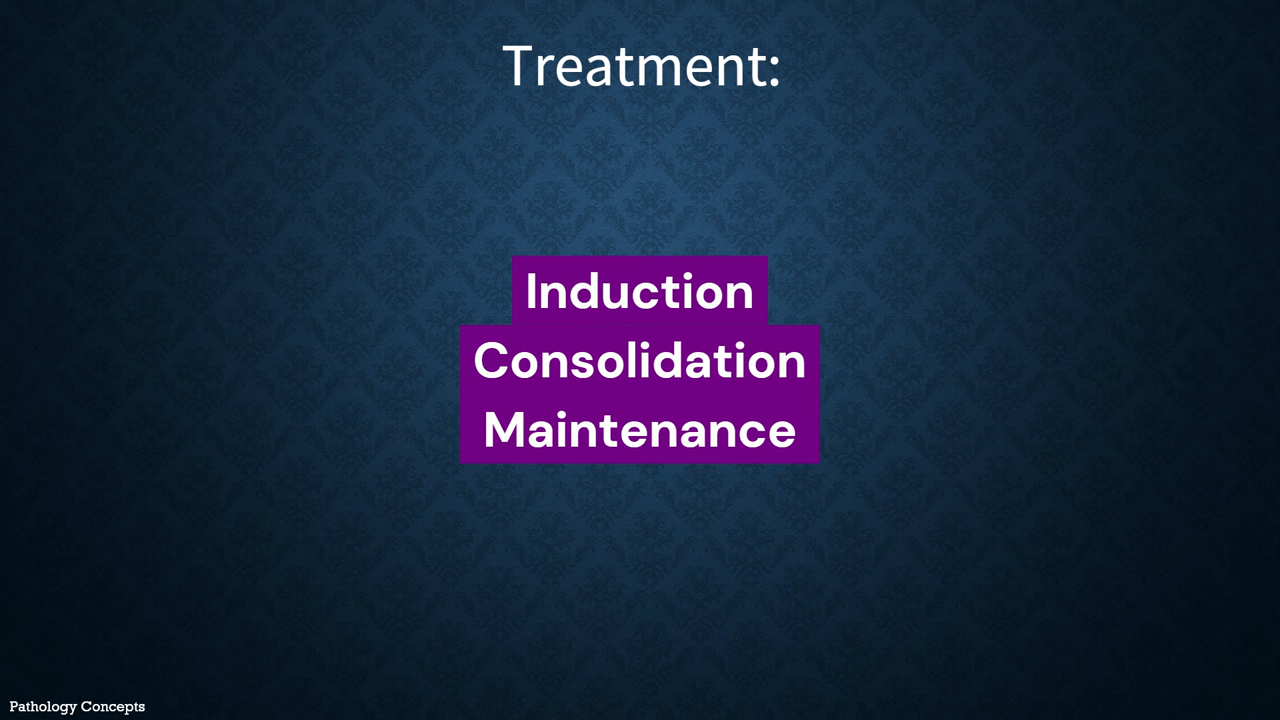 Treatment:
Induction
Consolidation
Maintenance
Pathology Concepts